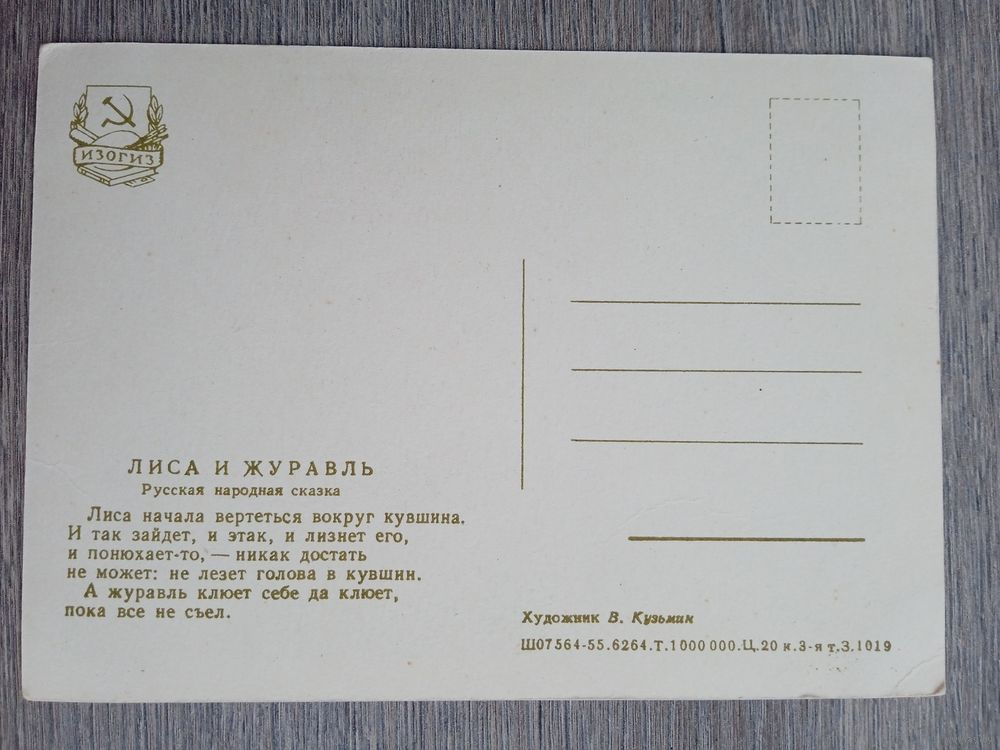 ИЗОГИЗ
ЛИСА И ЖУРАВЛЬ
Русская народная сказка
Лиса начала вертеться вокруг кувшина.
И так зайдет, и этак, и лизнет его,
и понюхает-то, — никак достать
не может: не лезет голова в кувшин.
А журавль клюет себе да клюет,
пока все не съел.
Художник В. Кузьмин
Ш07564-55.6264.Т.1000000.Ц.20 к.3-я т.З.1019